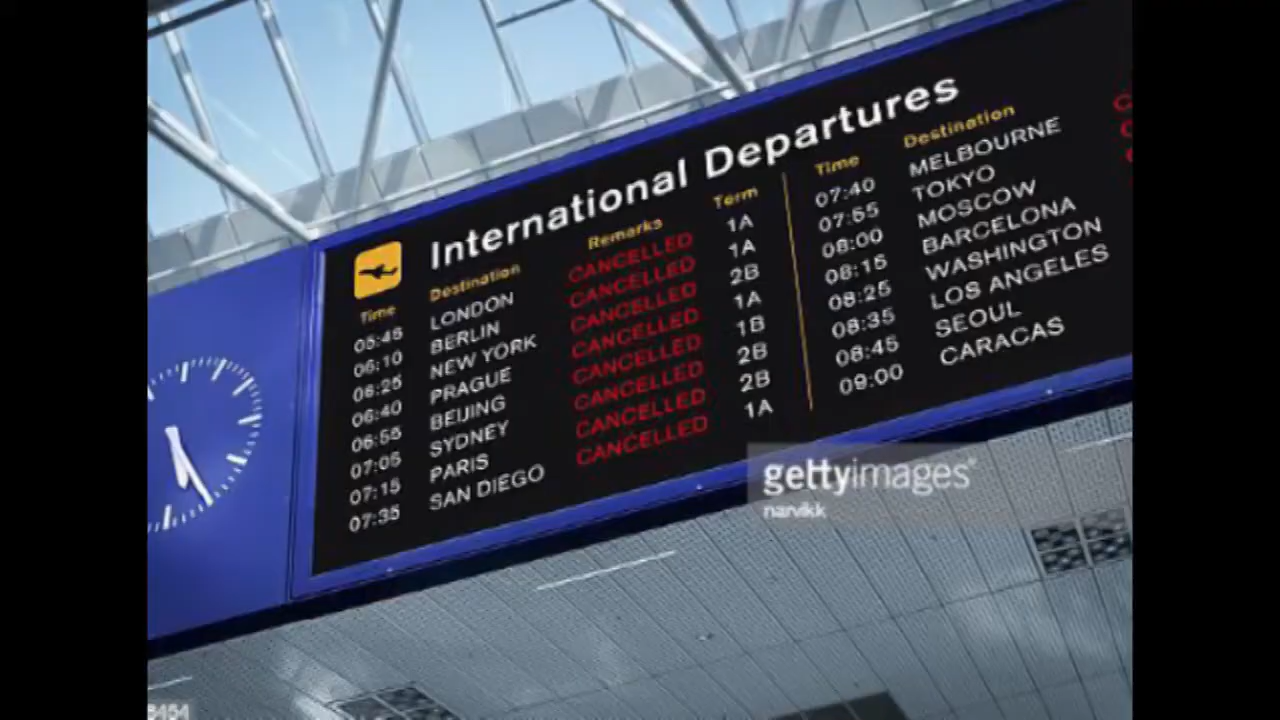 International Departures
Time Destination Remarks Term
05:45 LONDON CANCELLED 1A
06:10 BERLIN CANCELLED 1A
06:25 NEW YORK CANCELLED 2B
06:40 PRAGUE CANCELLED 1A
06:55 BEIJING CANCELLED 1B
07:05 SYDNEY CANCELLED 2B
07:15 PARIS CANCELLED 2B
07:35 SAN DIEGO CANCELLED 1A
Time Destination
07:40 MELBOURNE
07:55 TOKYO
08:00 MOSCOW
08:15 BARCELONA
08:25 WASHINGTON
08:35 LOS ANGELES
08:45 SEOUL
09:00 CARACAS
gettyimages®
narvikk